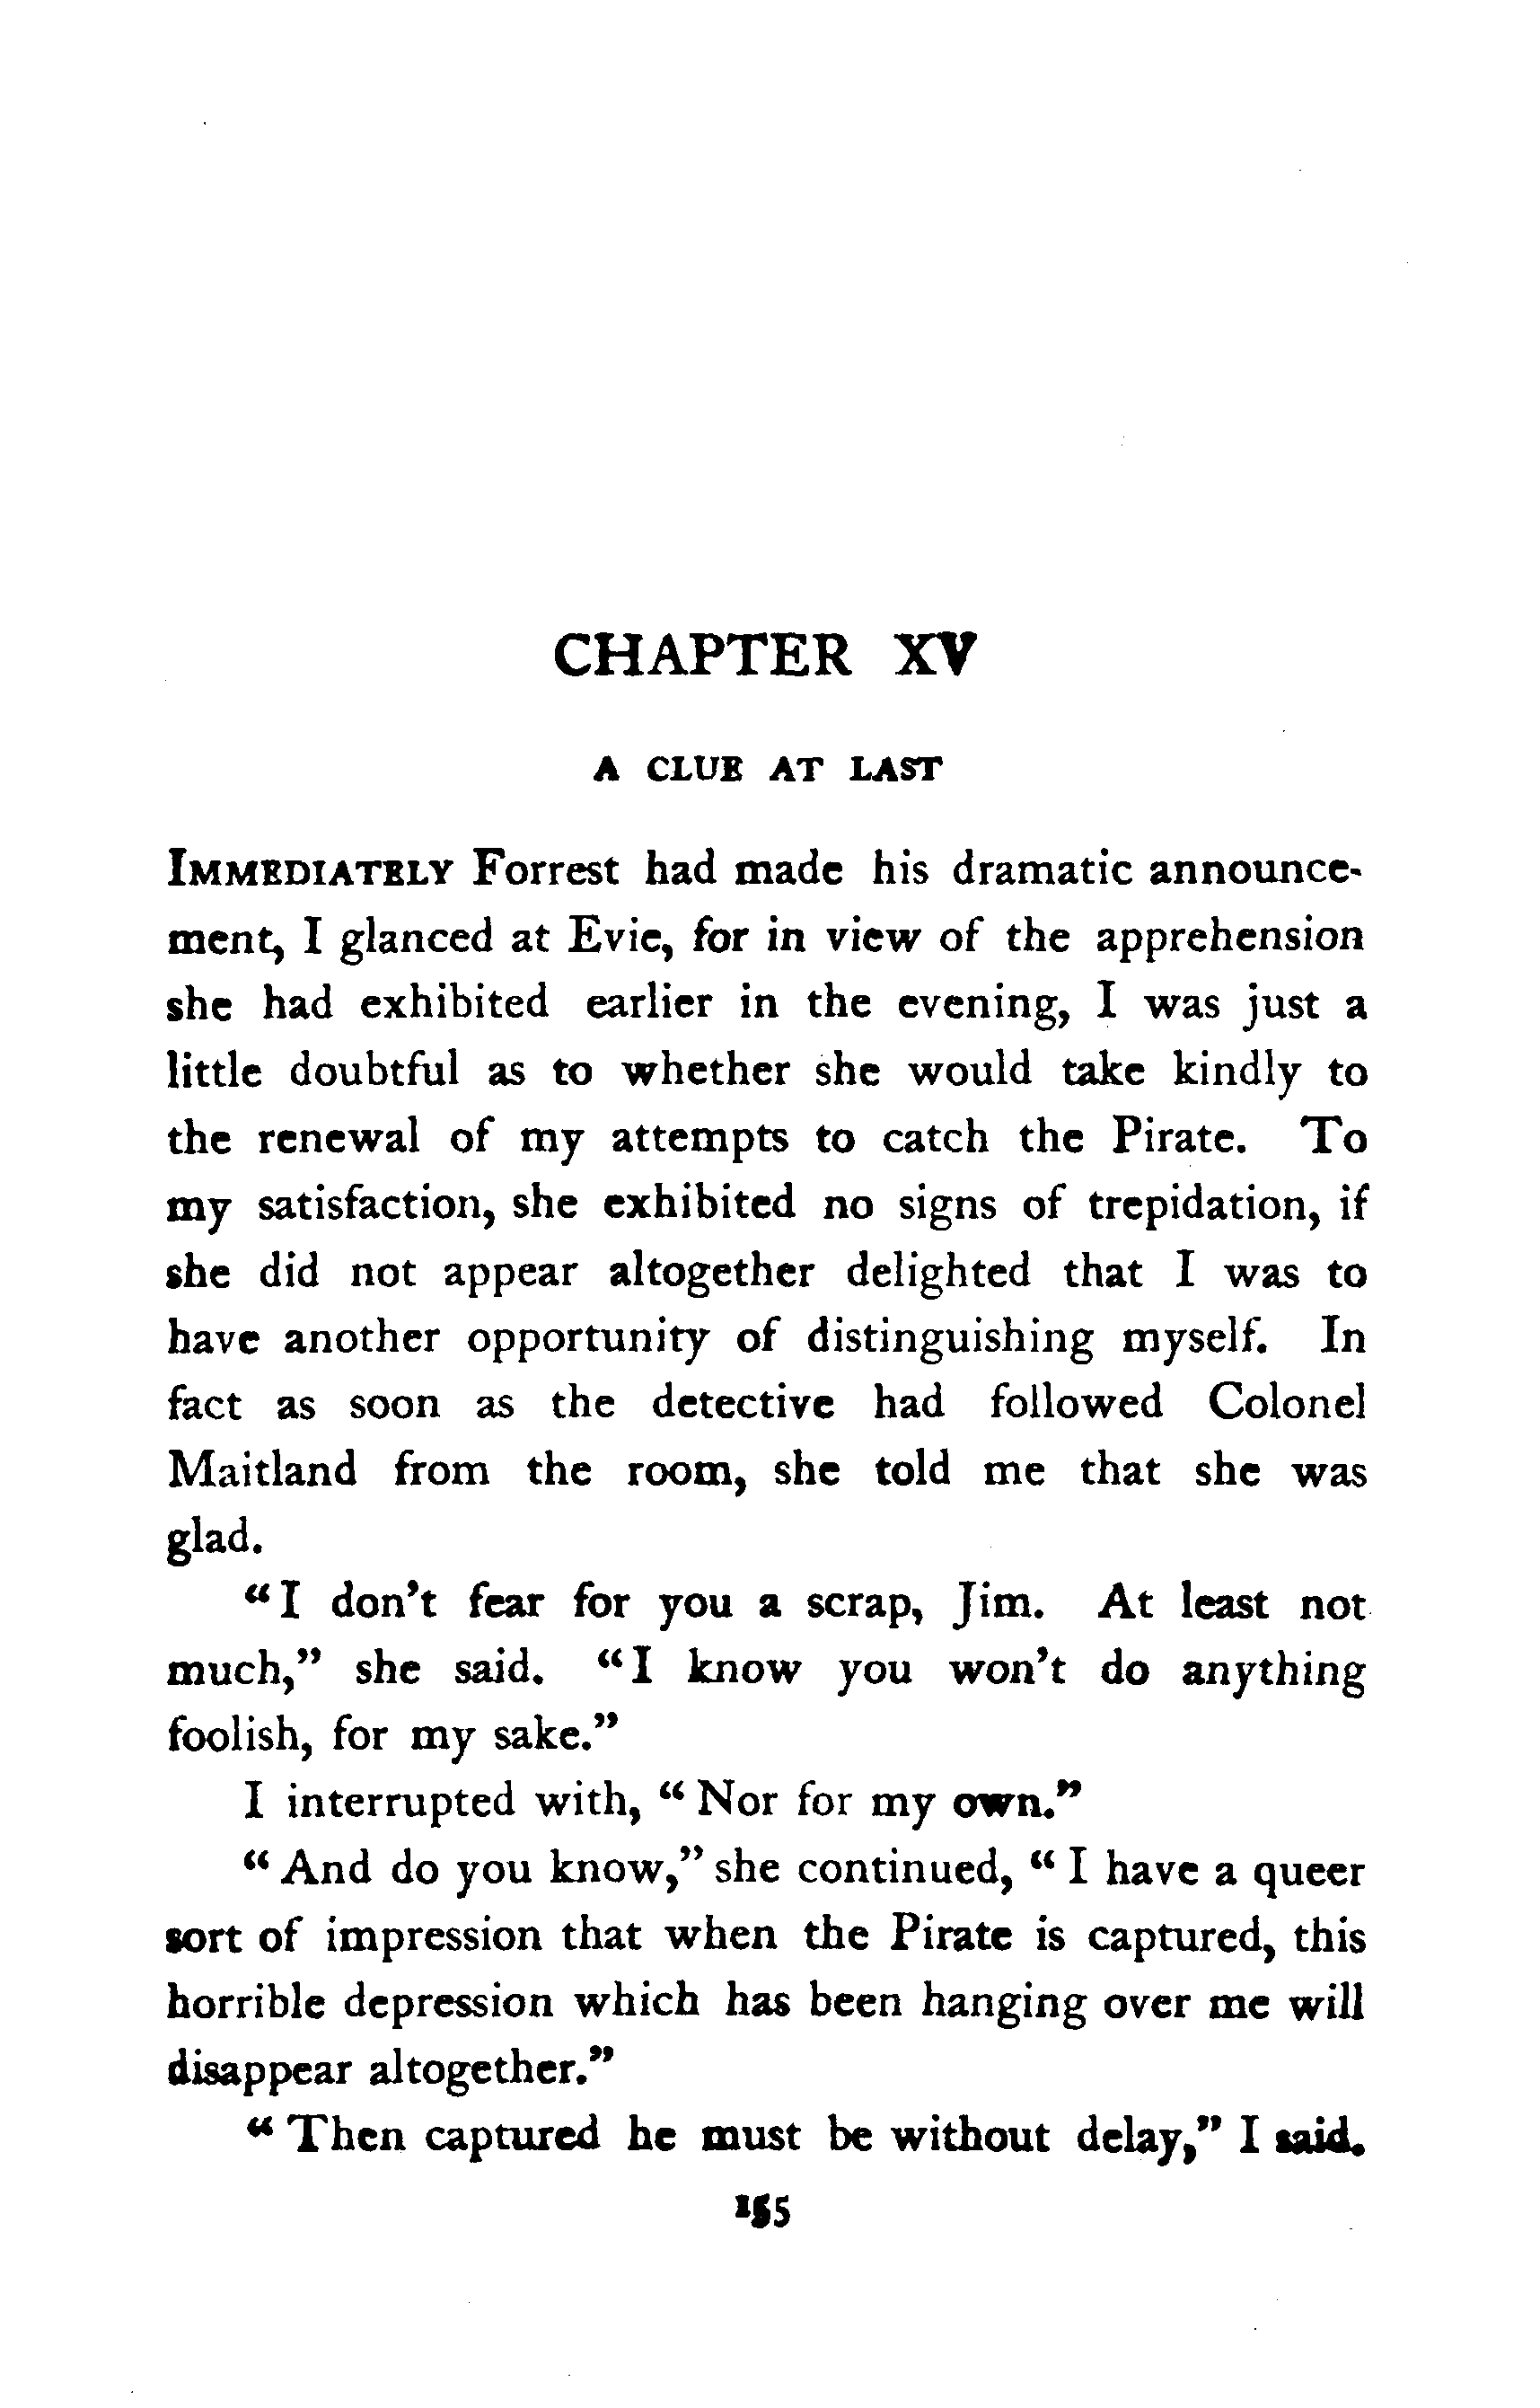 CHAPTER XV
A CLUE AT LAST
IMMEDIATELY Forrest had made his dramatic announce-
ment, I glanced at Evie, for in view of the apprehension
she had exhibited earlier in the evening, I was just a
little doubtful as to whether she would take kindly to
the renewal of my attempts to catch the Pirate. To
my satisfaction, she exhibited no signs of trepidation, if
she did not appear altogether delighted that I was to
have another opportunity of distinguishing myself. In
fact as soon as the detective had followed Colonel
Maitland from the room, she told me that she was
glad.
"I don't fear for you a scrap, Jim. At least not
much," she said. "I know you won't do anything
foolish, for my sake."
I interrupted with, "Nor for my own."
"And do you know," she continued, "I have a queer
sort of impression that when the Pirate is captured, this
horrible depression which has been hanging over me will
disappear altogether."
"Then captured he must be without delay," I said.
155